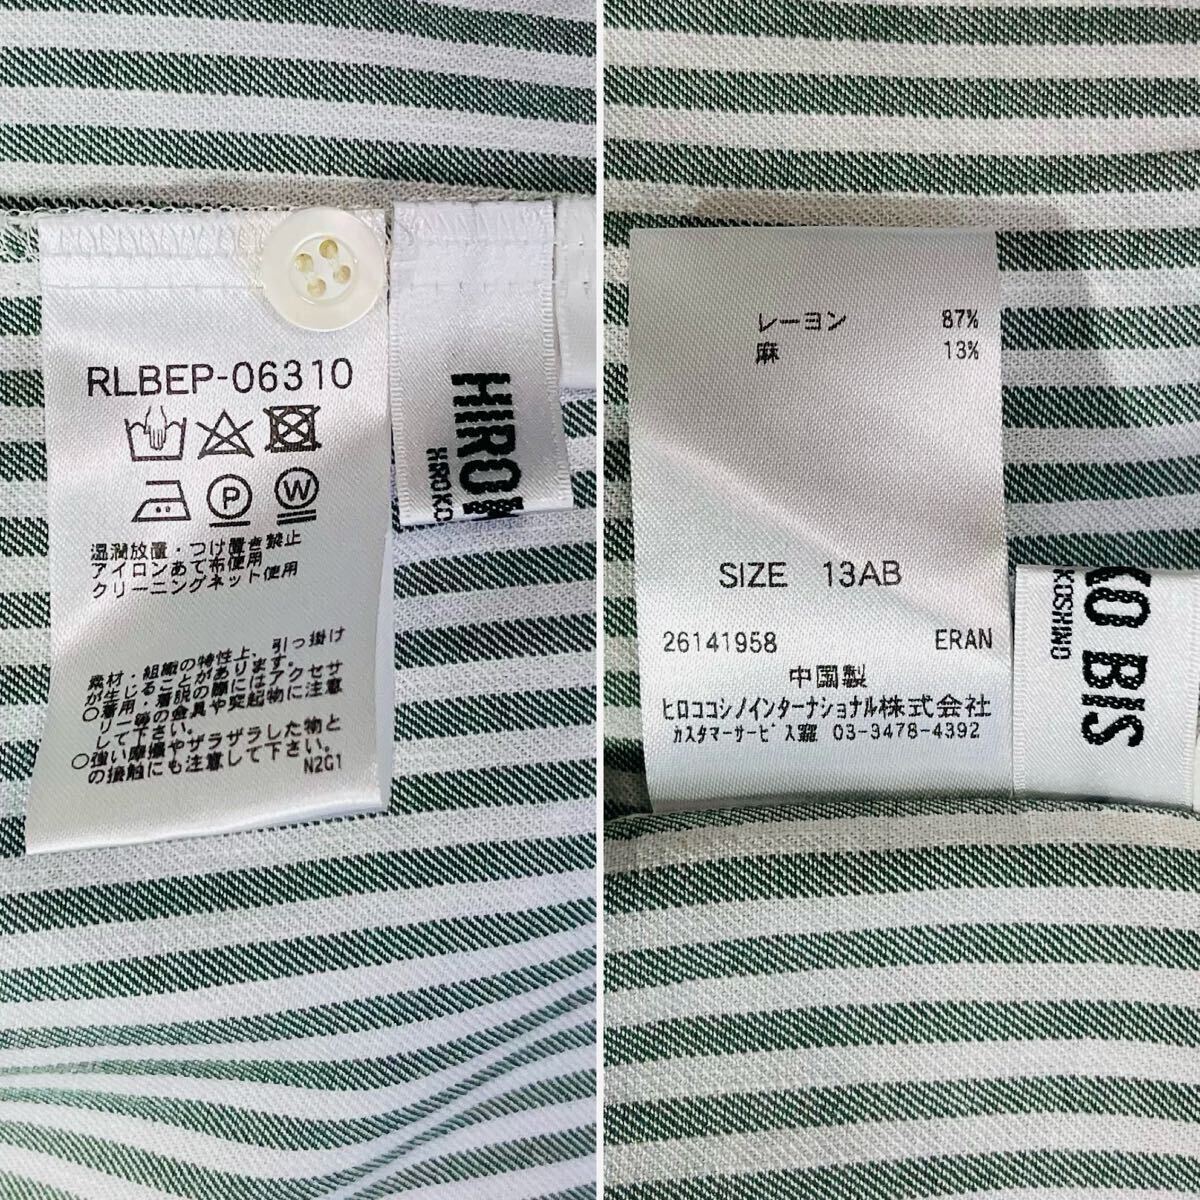 RLBEP-06310
P
W
湿潤放置・つけ置き禁止
アイロンあて布使用
クリーニングネット使用
素材・組織の特性上、引っ掛け
が生じることがあります。
○着用・着脱の際にはアクセサ
リー等の金具や突起物に注意
して下さい。
○強い摩擦やザラザラした物と
の接触にも注意して下さい。
N2G1
HIRO
HIROKO
レーヨン 87%
麻 13%
SIZE 13AB
26141958 ERAN
中国製
ヒロココシノインターナショナル株式会社
カスタマーサービス 03-3478-4392
KO BIS
KOSHINO